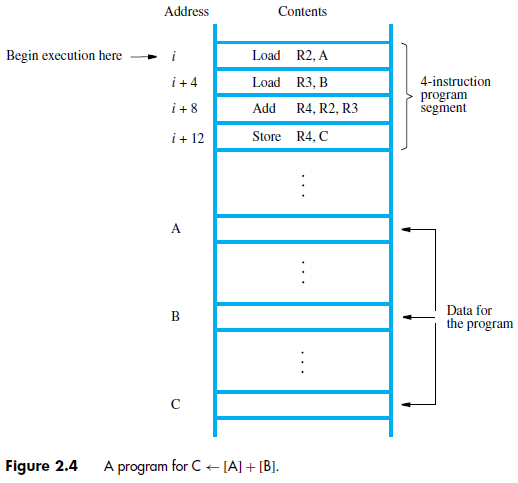 Address Contents
Begin execution here i Load R2, A
i + 4 Load R3, B
i + 8 Add R4, R2, R3
i + 12 Store R4, C
4-instruction
program
segment
A
B
C
Data for
the program
Figure 2.4 A program for C ← [A] + [B].